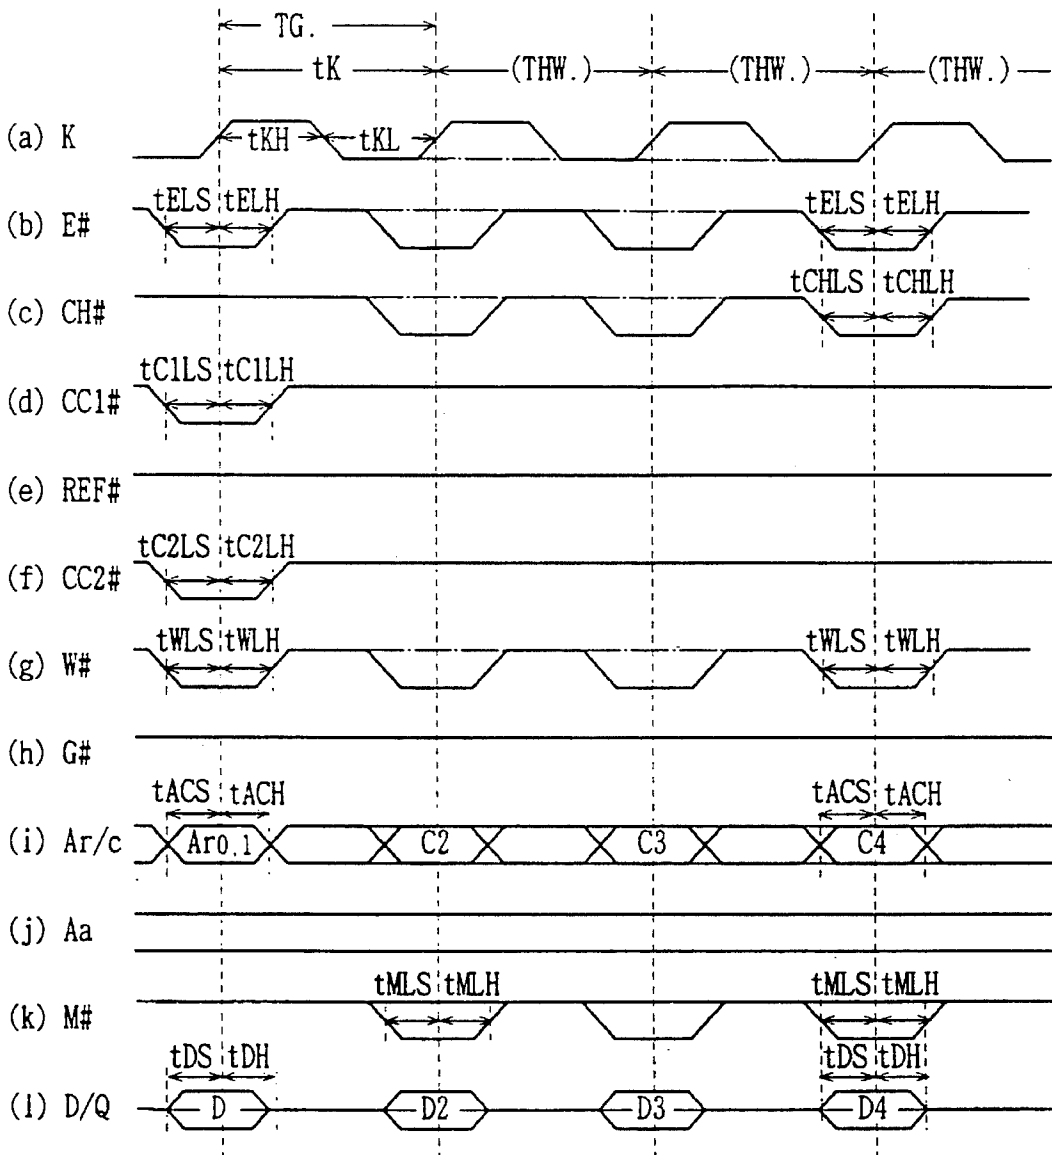 TG.
tK (THW.) (THW.) (THW.)
(a) K tKH tKL
tELS tELH tELS tELH
(b) E#
tCHLS tCHLH
(c) CH#
tC1LS tC1LH
(d) CC1#
(e) REF#
tC2LS tC2LH
(f) CC2#
tWLS tWLH tWLS tWLH
(g) W#
(h) G#
tACS tACH tACS tACH
(i) Ar/c Ar0.1 C2 C3 C4
(j) Aa
tMLS tMLH tMLS tMLH
(k) M#
tDS tDH tDS tDH
(l) D/Q D D2 D3 D4